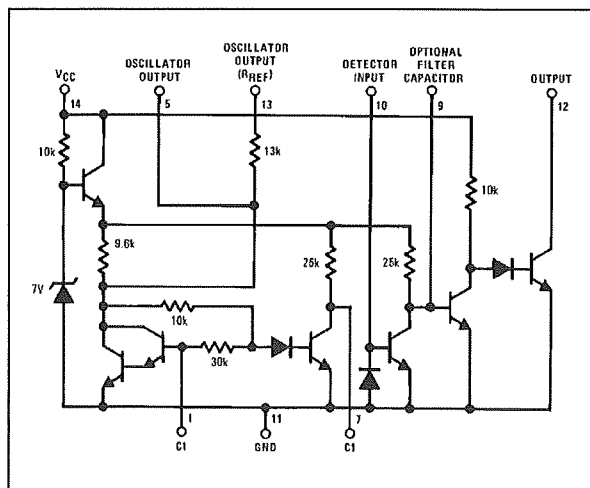 OSCILLATOR
OUTPUT
(RREF)
OPTIONAL
FILTER
CAPACITOR
OSCILLATOR
OUTPUT
DETECTOR
INPUT
VCC
OUTPUT
14
5
13
10
9
12
10k
13k
10k
9.6k
25k
25k
7V
10k
30k
1
11
7
C1
GND
C1